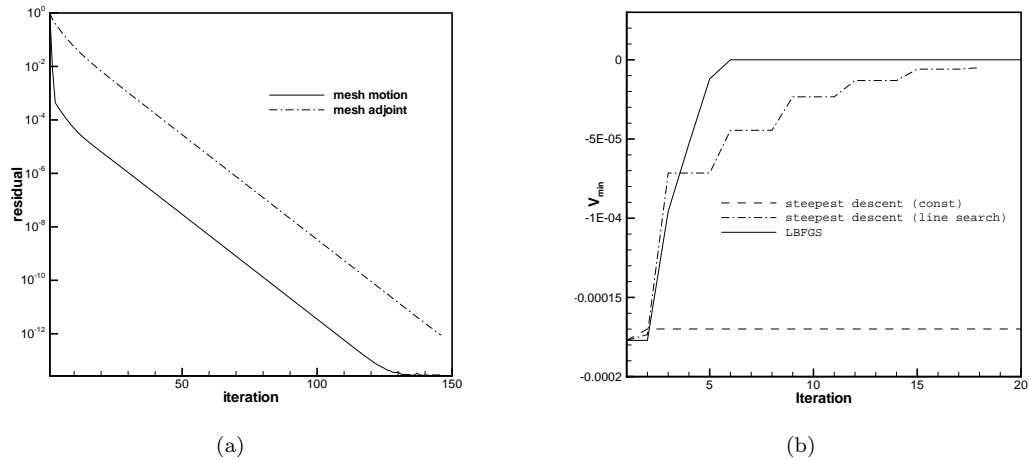 10^0
10^-2
10^-4
10^-6
10^-8
10^-10
10^-12
residual
mesh motion
mesh adjoint
50
100
150
iteration
(a)
0
-5E-05
-1E-04
-0.00015
-0.0002
V_min
steepest descent (const)
steepest descent (line search)
LBFGS
5
10
15
20
Iteration
(b)